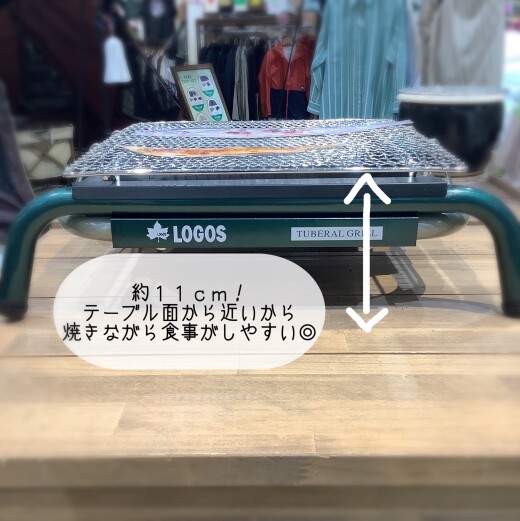 LOGOS
TUBERAL GRILL
約11cm!
テーブル面から近いから
焼きながら食事がしやすい◎